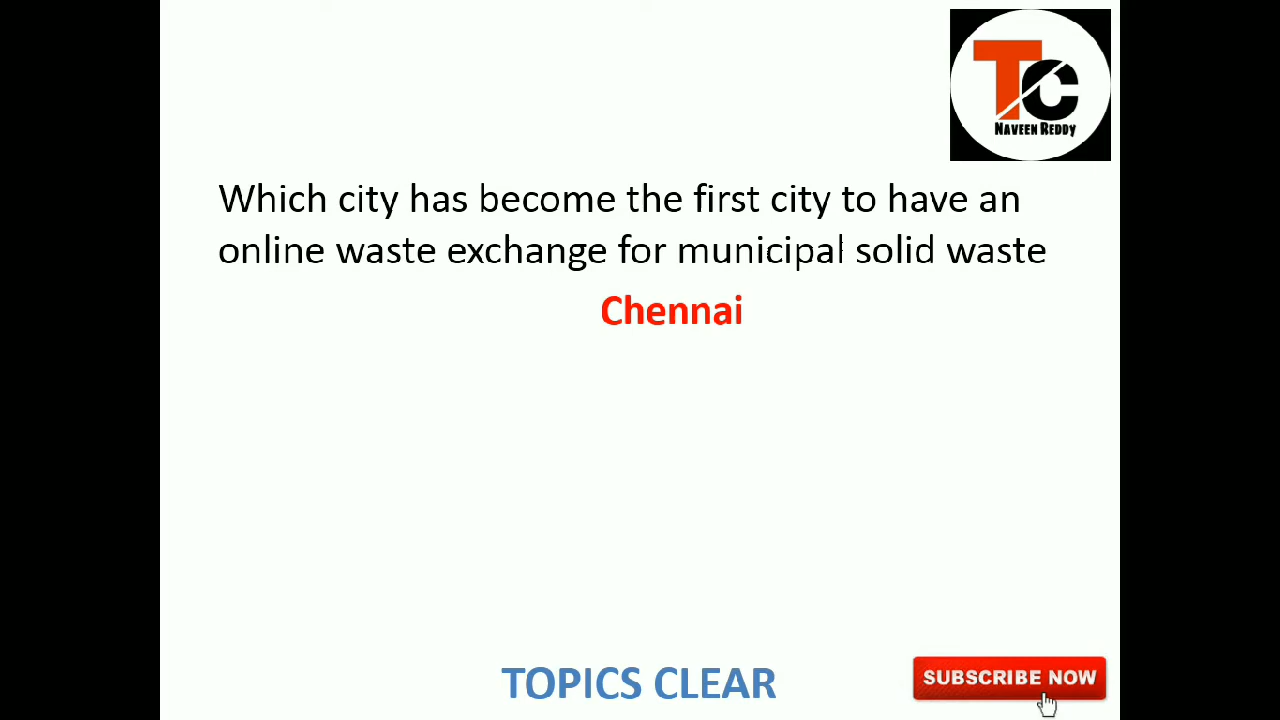 TC
NAVEEN REDDY
Which city has become the first city to have an
online waste exchange for municipal solid waste
Chennai
TOPICS CLEAR
SUBSCRIBE NOW